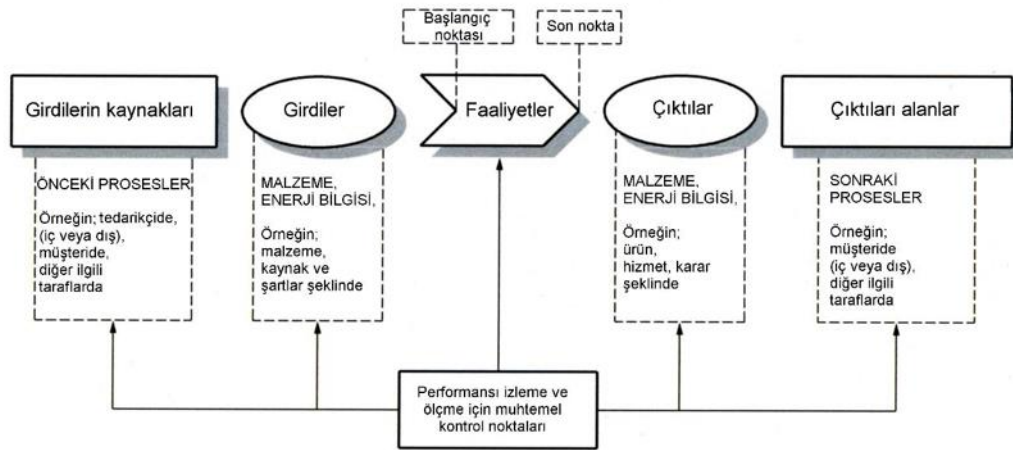 Başlangıç
noktası
Son nokta
Girdilerin kaynakları
Girdiler
Faaliyetler
Çıktılar
Çıktıları alanlar
ÖNCEKİ PROSESLER
Örneğin; tedarikçide,
(iç veya dış),
müşteride,
diğer ilgili
taraflarda
MALZEME,
ENERJİ BİLGİSİ,
Örneğin;
malzeme,
kaynak ve
şartlar şeklinde
MALZEME,
ENERJİ BİLGİSİ,
Örneğin;
ürün,
hizmet, karar
şeklinde
SONRAKİ
PROSESLER
Örneğin;
müşteride
(iç veya dış),
diğer ilgili
taraflarda
Performansı izleme ve
ölçme için muhtemel
kontrol noktaları